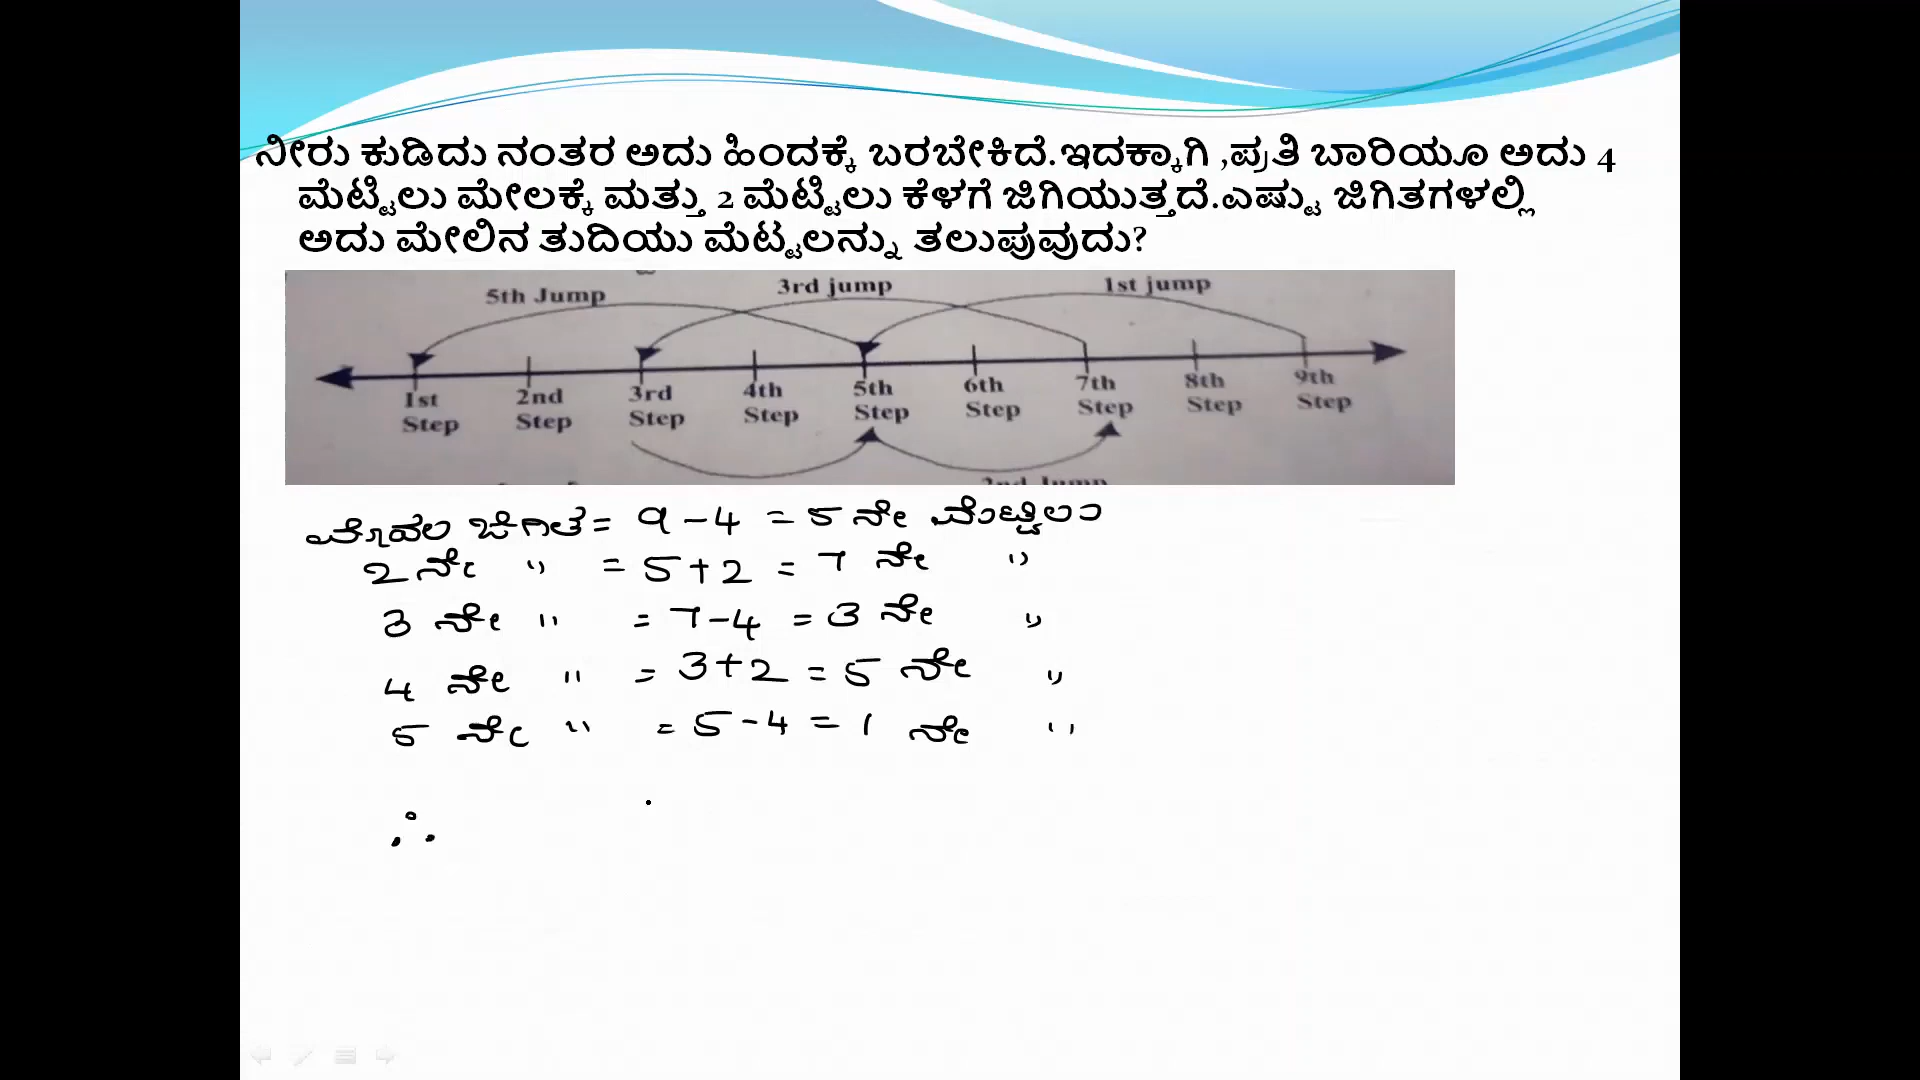 ನೀರು ಕುಡಿದು ನಂತರ ಅದು ಹಿಂದಕ್ಕೆ ಬರಬೇಕಿದೆ.ಇದಕ್ಕಾಗಿ ,ಪ್ರತಿ ಬಾರಿಯೂ ಅದು 4
ಮೆಟ್ಟಿಲು ಮೇಲಕ್ಕೆ ಮತ್ತು 2 ಮೆಟ್ಟಿಲು ಕೆಳಗೆ ಜಿಗಿಯುತ್ತದೆ.ಎಷ್ಟು ಜಿಗಿತಗಳಲ್ಲಿ
ಅದು ಮೇಲಿನ ತುದಿಯು ಮೆಟ್ಟಲನ್ನು ತಲುಪುವುದು?
5th Jump 3rd jump 1st jump
1st Step 2nd Step 3rd Step 4th Step 5th Step 6th Step 7th Step 8th Step 9th Step
2nd Jump
ಜಿಗಿತ = 9 - 4 = 5 ನೇ ಮೆಟ್ಟಿಲು
2 ನೇ " = 5 + 2 = 7 ನೇ "
3 ನೇ " = 7 - 4 = 3 ನೇ "
4 ನೇ " = 3 + 2 = 5 ನೇ "
5 ನೇ " = 5 - 4 = 1 ನೇ "
∴